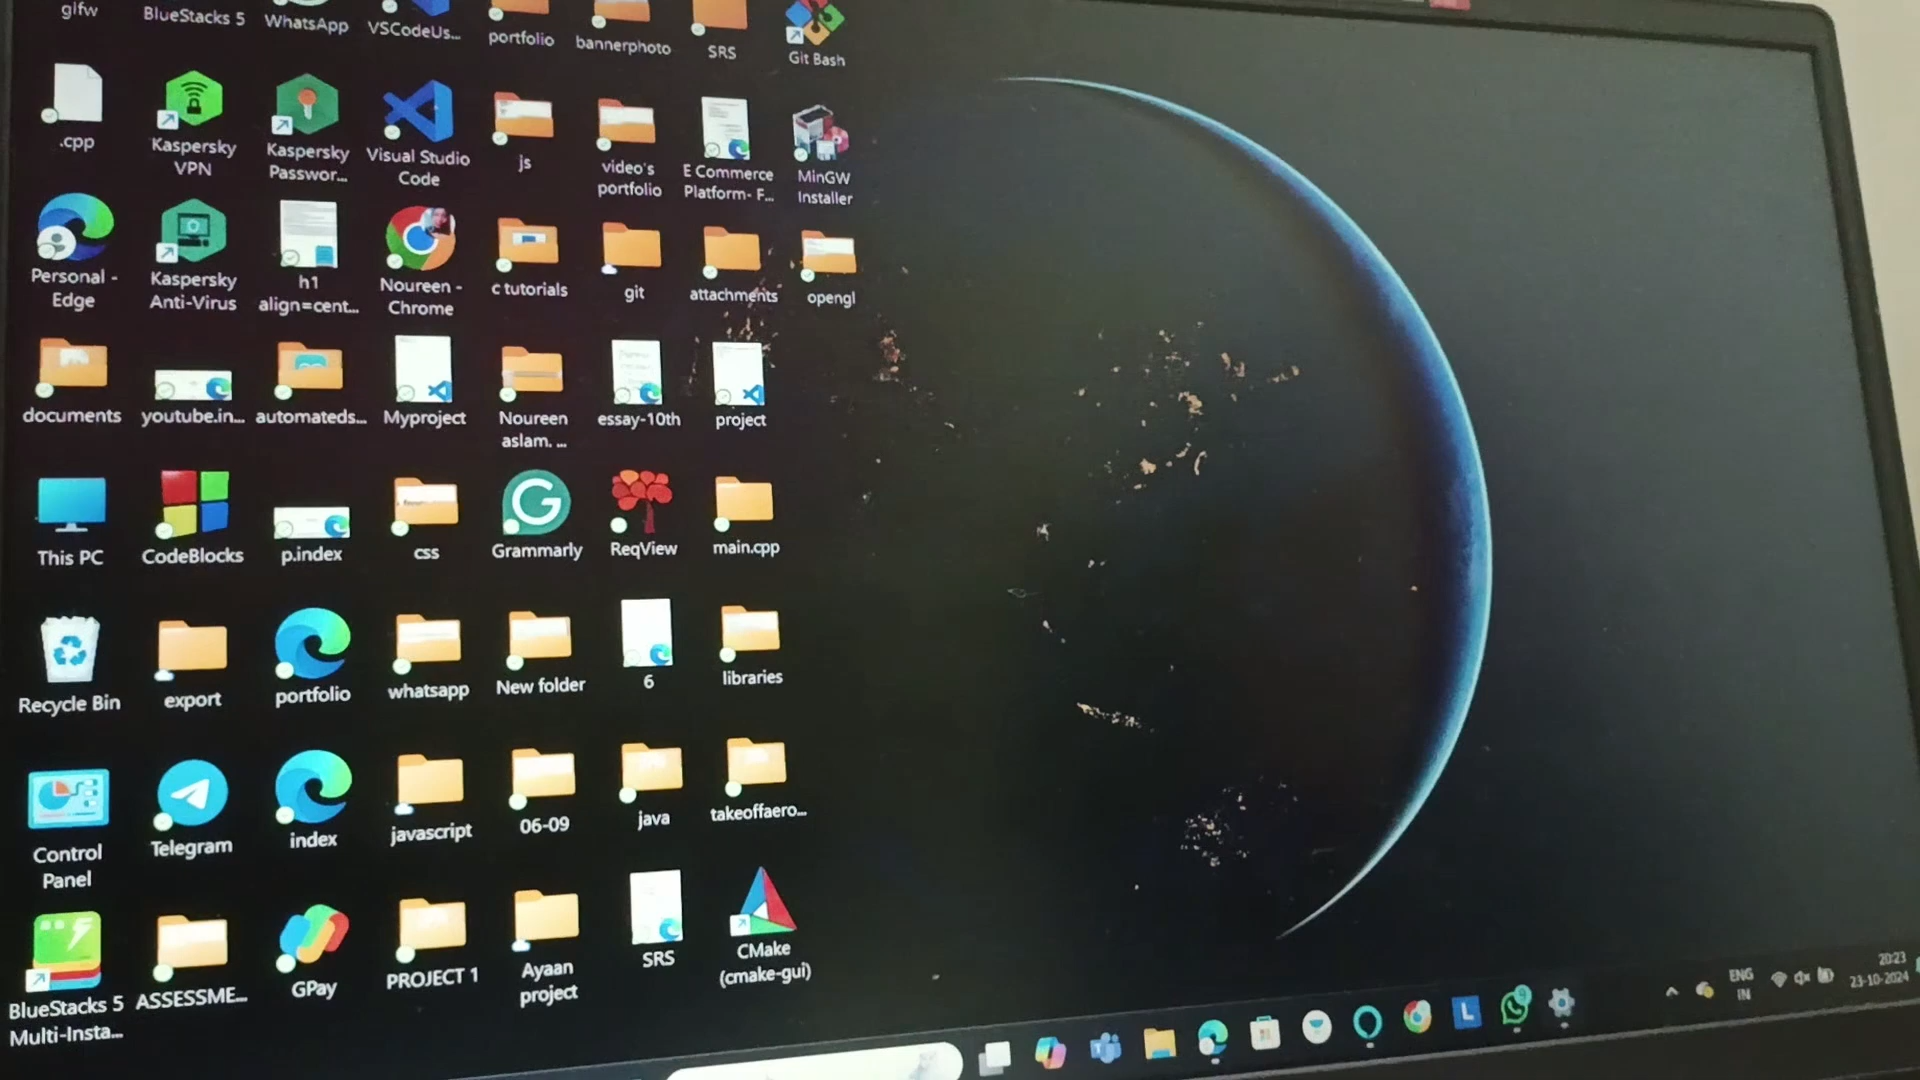 glfw
BlueStacks 5
WhatsApp
VSCodeUs...
portfolio
bannerphoto
SRS
Git Bash
.cpp
Kaspersky
VPN
Kaspersky
Passwor...
Visual Studio
Code
js
video's
portfolio
E Commerce
Platform- F...
MinGW
Installer
Personal -
Edge
Kaspersky
Anti-Virus
h1
align=cent...
Noureen -
Chrome
c tutorials
git
attachments
opengl
documents
youtube.in...
automateds...
Myproject
Noureen
aslam. ...
essay-10th
project
This PC
CodeBlocks
p.index
css
Grammarly
ReqView
main.cpp
Recycle Bin
export
portfolio
whatsapp
New folder
6
libraries
Control
Panel
Telegram
index
javascript
06-09
java
takeoffaero...
BlueStacks 5
Multi-Insta...
ASSESSME...
GPay
PROJECT 1
Ayaan
project
SRS
CMake
(cmake-gui)
L
9
ENG
IN
20:23
23-10-2024